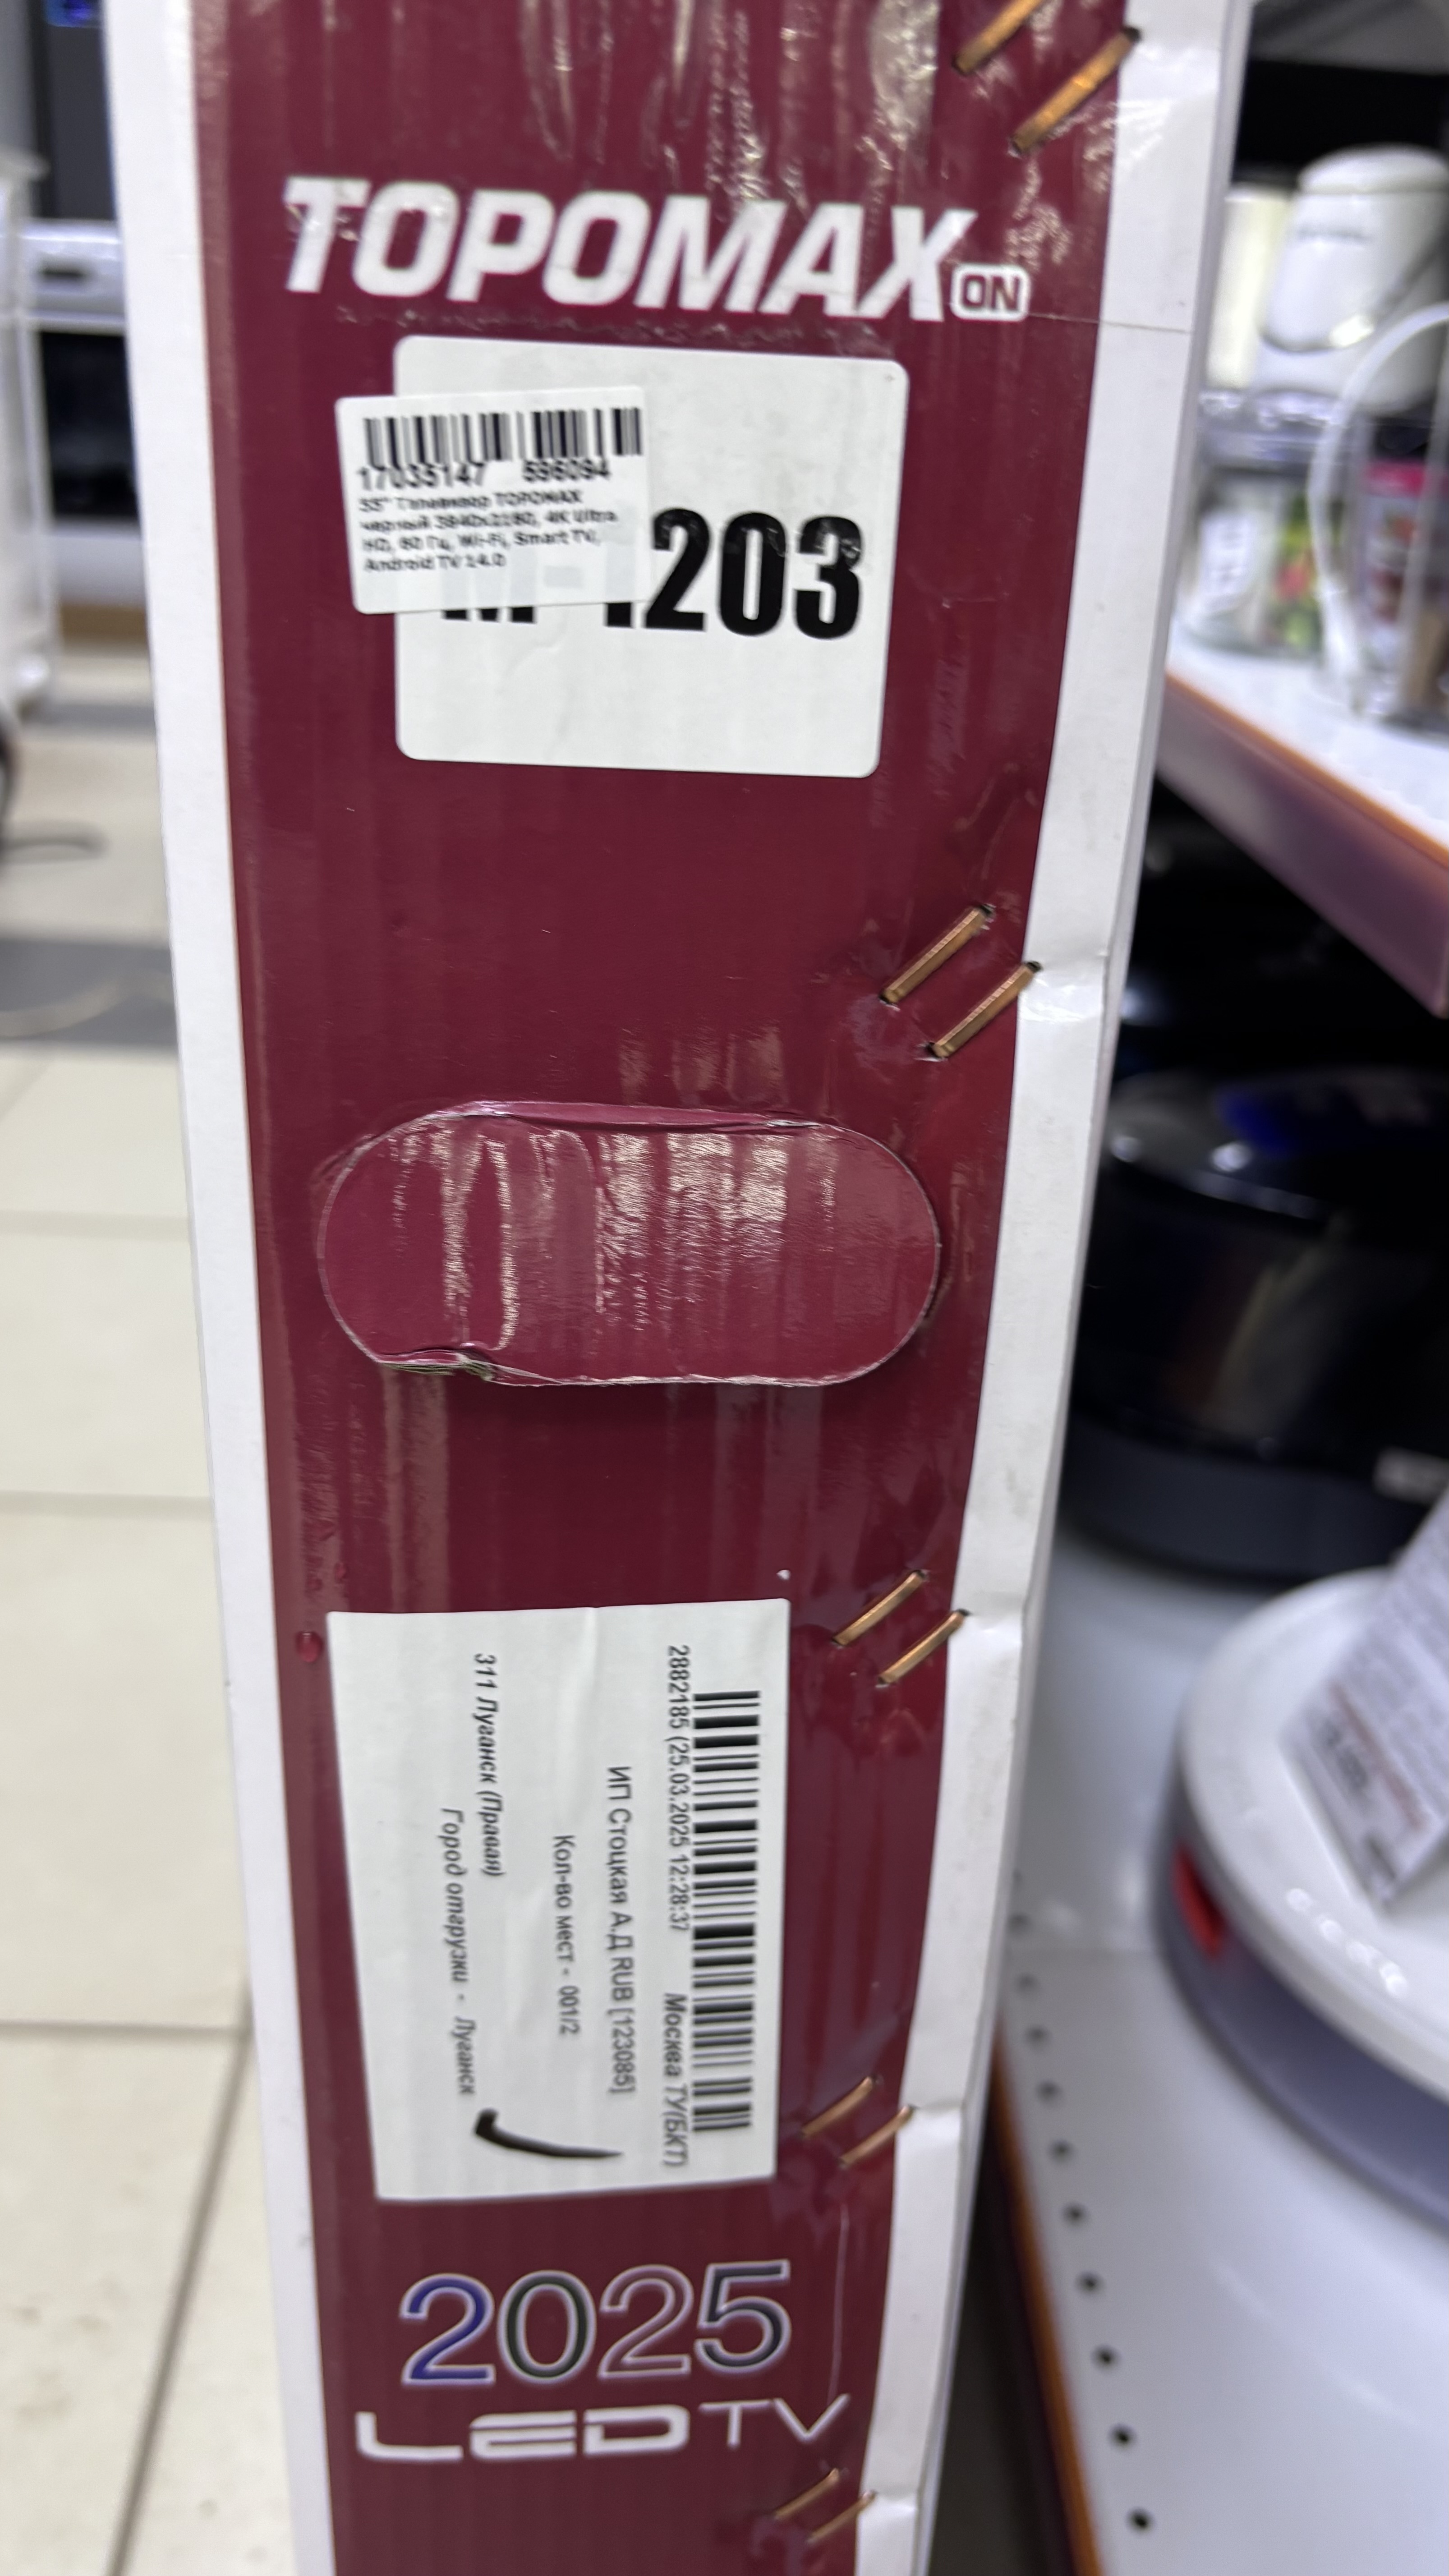 TOPOMAX ON
17035147 596094
55" Телевизор TOPOMAX
черный 3840x2160, 4K Ultra
HD, 60 Гц, Wi-Fi, Smart TV,
Android TV 14.0
1203
2882185 (25.03.2025 12:28:37 Москва ТУ(БКТ)
ИП Стоцкая А.Д RUB [123085]
Кол-во мест - 001/2
311 Луганск (Правая)
Город отгрузки - Луганск
2025
LED TV